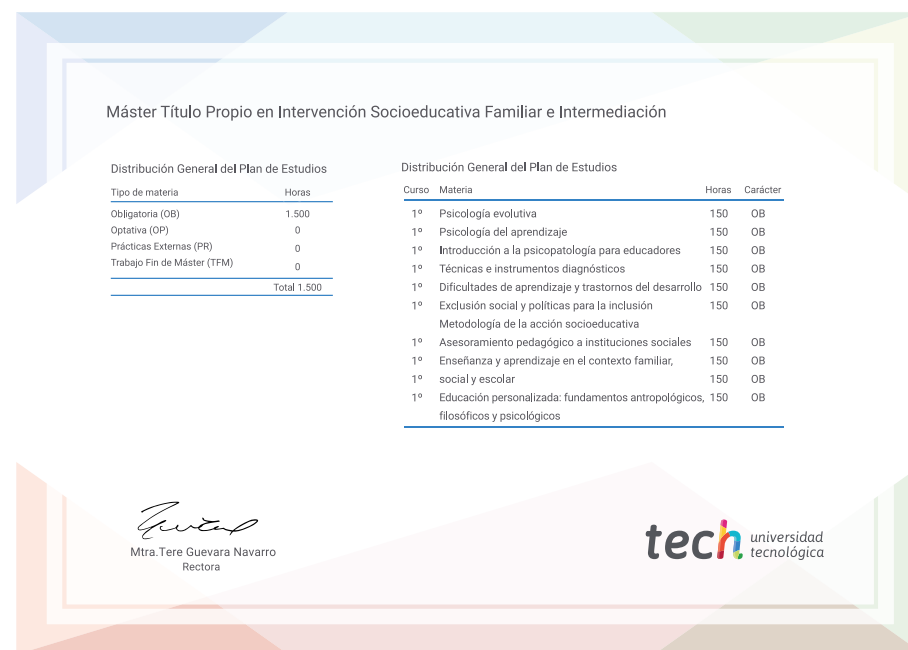 Máster Título Propio en Intervención Socioeducativa Familiar e Intermediación
Distribución General del Plan de Estudios
Tipo de materia Horas
Obligatoria (OB) 1.500
Optativa (OP) 0
Prácticas Externas (PR) 0
Trabajo Fin de Máster (TFM) 0
Total 1.500
Distribución General del Plan de Estudios
Curso Materia Horas Carácter
1º Psicología evolutiva 150 OB
1º Psicología del aprendizaje 150 OB
1º Introducción a la psicopatología para educadores 150 OB
1º Técnicas e instrumentos diagnósticos 150 OB
1º Dificultades de aprendizaje y trastornos del desarrollo 150 OB
1º Exclusión social y políticas para la inclusión 150 OB
Metodología de la acción socioeducativa
1º Asesoramiento pedagógico a instituciones sociales 150 OB
1º Enseñanza y aprendizaje en el contexto familiar, 150 OB
1º social y escolar 150 OB
1º Educación personalizada: fundamentos antropológicos, 150 OB
filosóficos y psicológicos
Mtra.Tere Guevara Navarro
Rectora
tech universidad
tecnológica